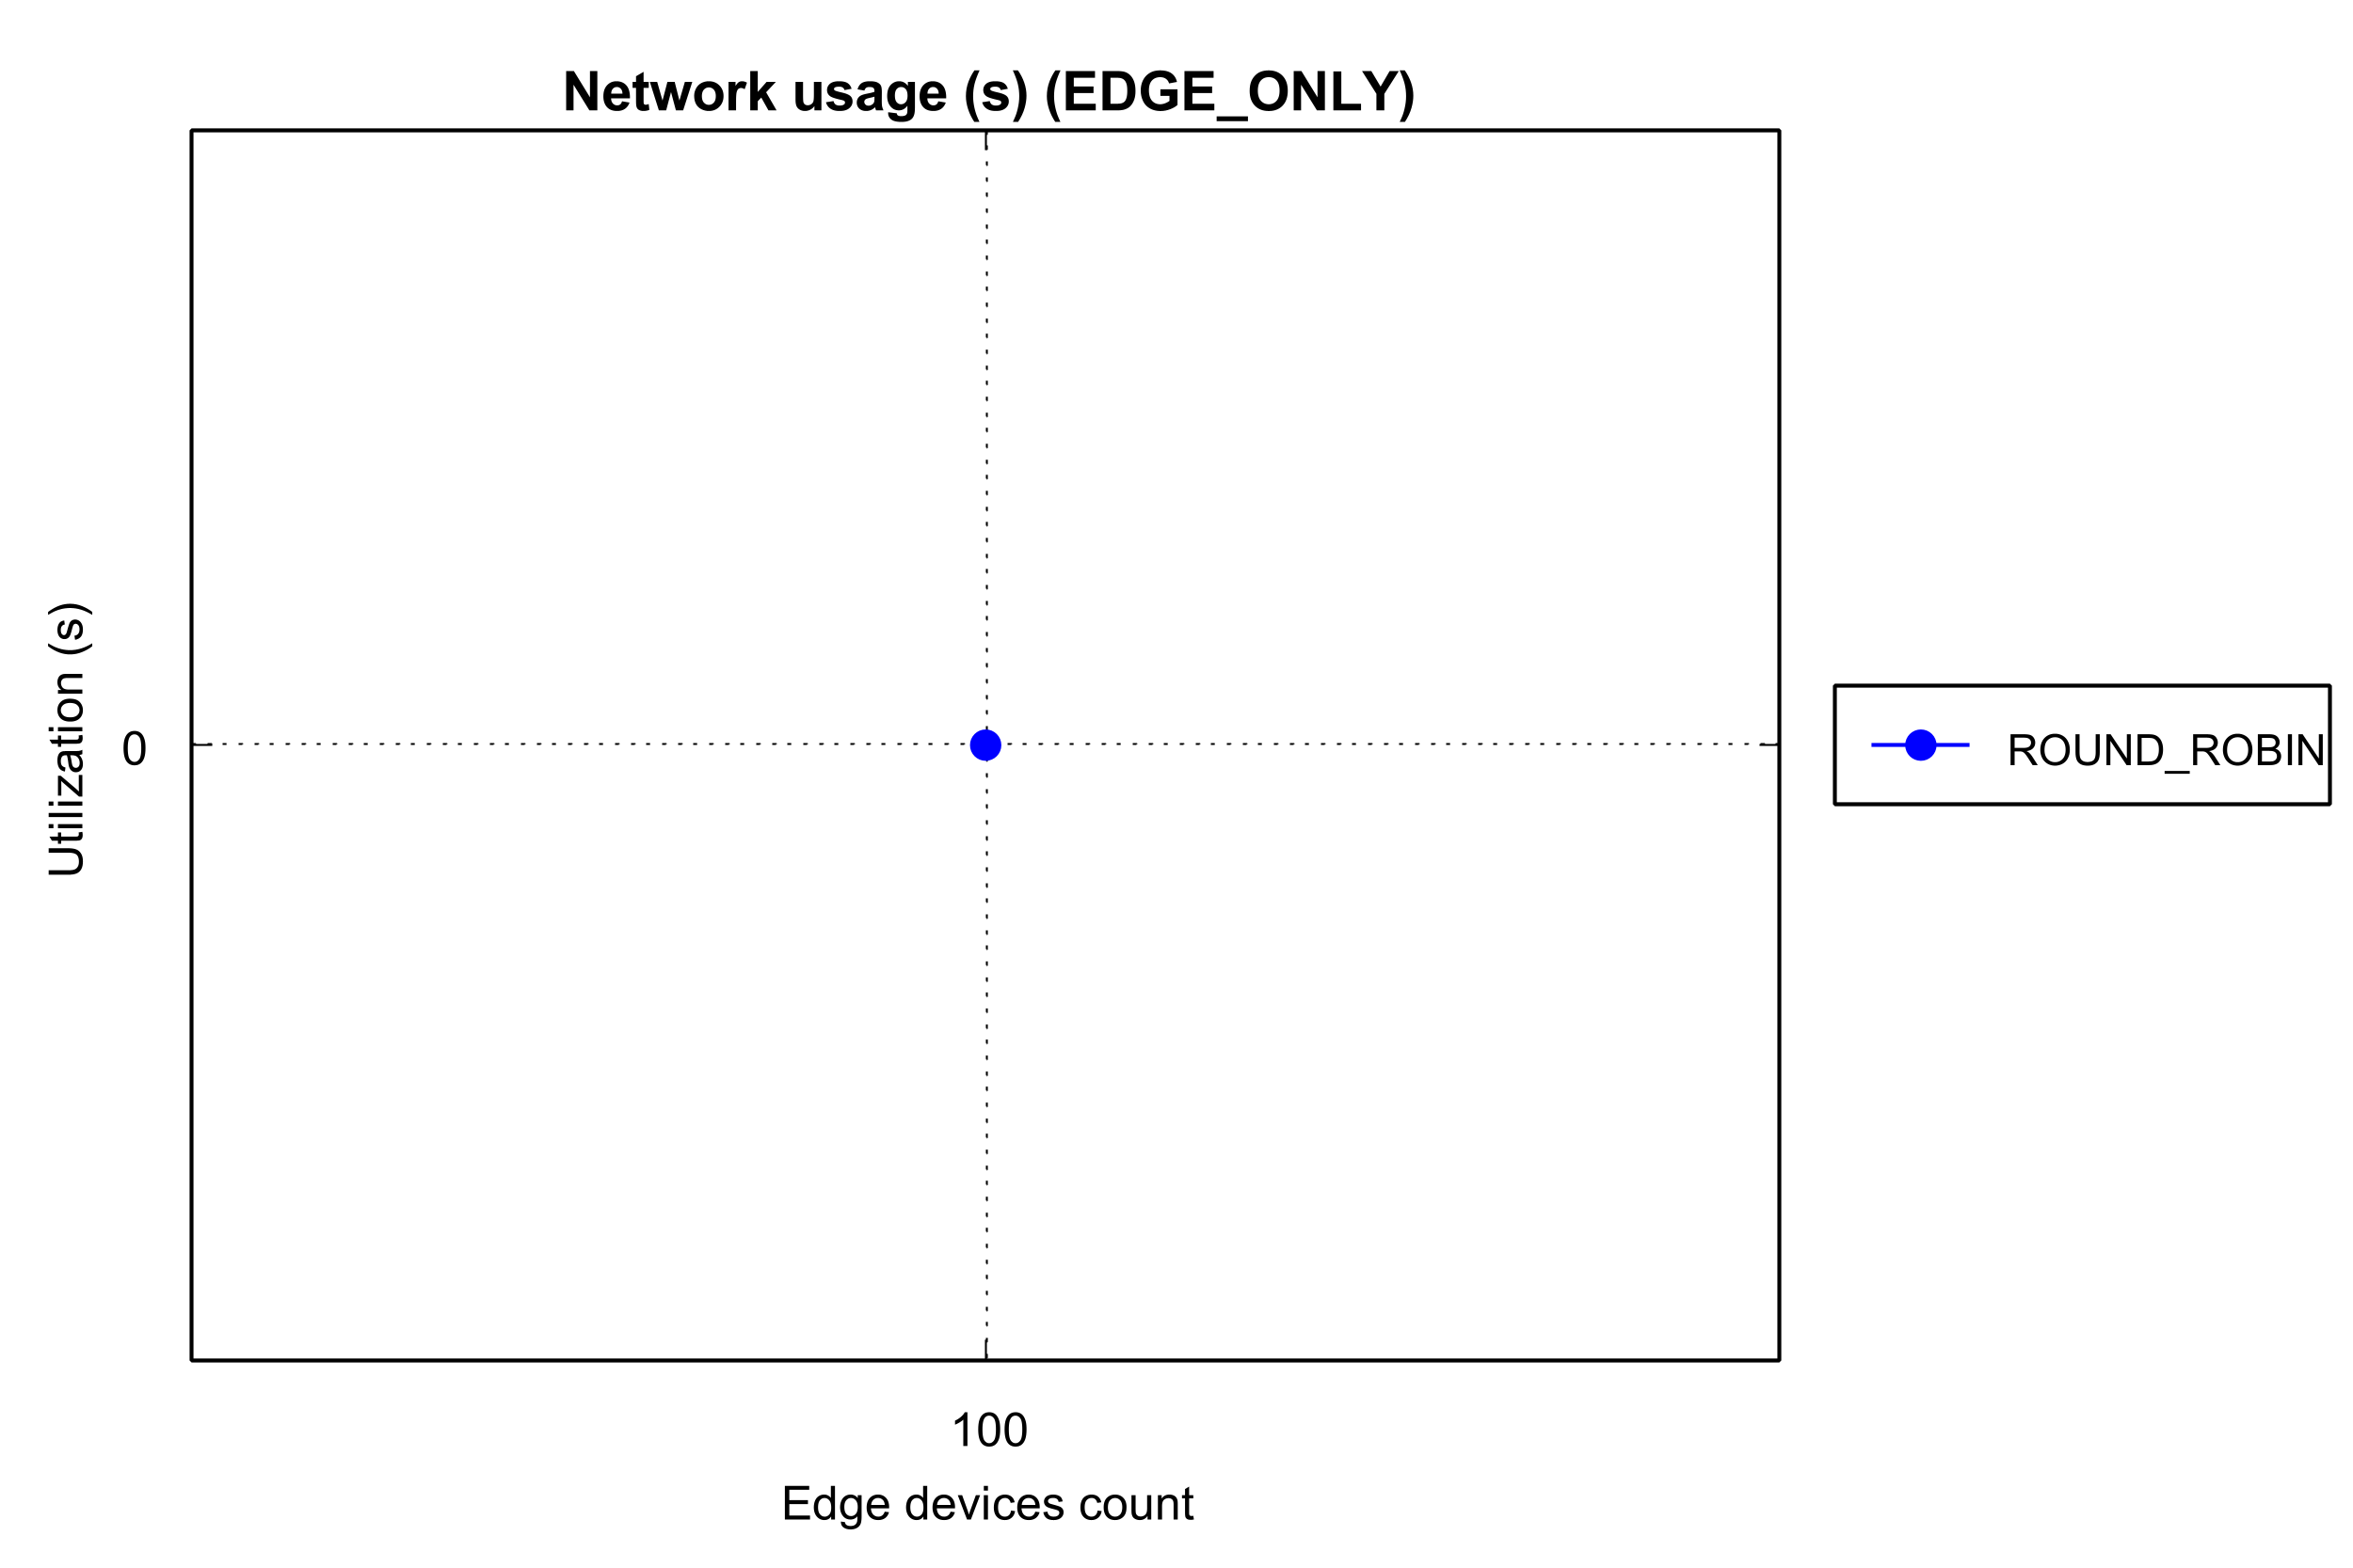 Network usage (s) (EDGE_ONLY)
Utilization (s)
0
ROUND_ROBIN
100
Edge devices count